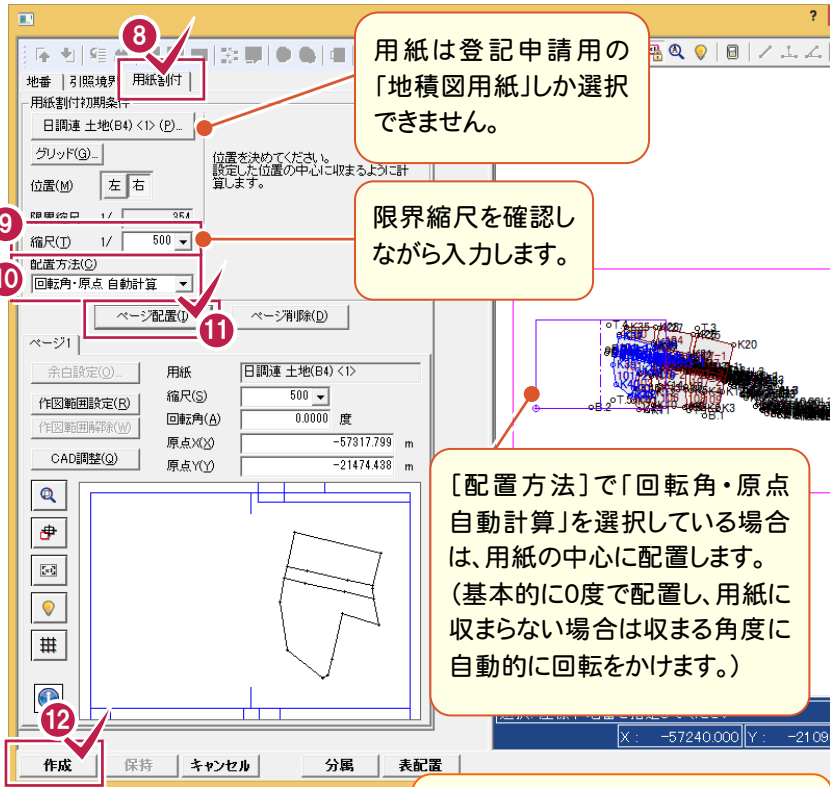 ?
8
地番
引照境界
用紙割付
用紙は登記申請用の
「地積図用紙」しか選択
できません。
用紙割付初期条件
日調連 土地(B4) <1> (P)...
グリッド(G)...
位置を決めてください。
設定した位置の中心に収まるように計
算します。
位置(M) 左 右
限界縮尺 1/ 354
9
縮尺(T) 1/ 500
限界縮尺を確認し
ながら入力します。
10
配置方法(C)
回転角・原点 自動計算
11
ページ削除(D)
ページ1
余白設定(O)...
用紙 日調連 土地(B4) <1>
作図範囲設定(R)
縮尺(S) 500
作図範囲解除(W)
回転角(A) 0.0000 度
原点X(X) -57317.799 m
CAD調整(Q)
原点Y(Y) -21474.438 m
[配置方法]で「回転角・原点
自動計算」を選択している場合
は、用紙の中心に配置します。
(基本的に0度で配置し、用紙に
収まらない場合は収まる角度に
自動的に回転をかけます。)
T.3
K20
B.2
B.1
X : -57240.000 Y : -2109
12
作成 保持 キャンセル 分属 表配置